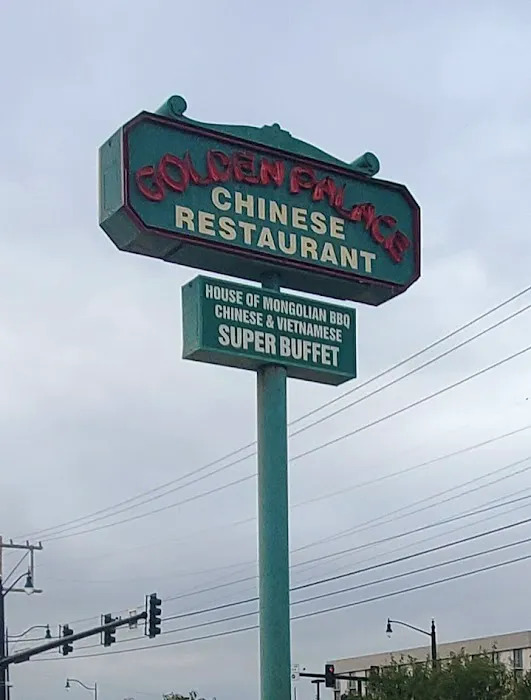 GOLDEN PALACE
CHINESE
RESTAURANT
HOUSE OF MONGOLIAN BBQ
CHINESE & VIETNAMESE
SUPER BUFFET